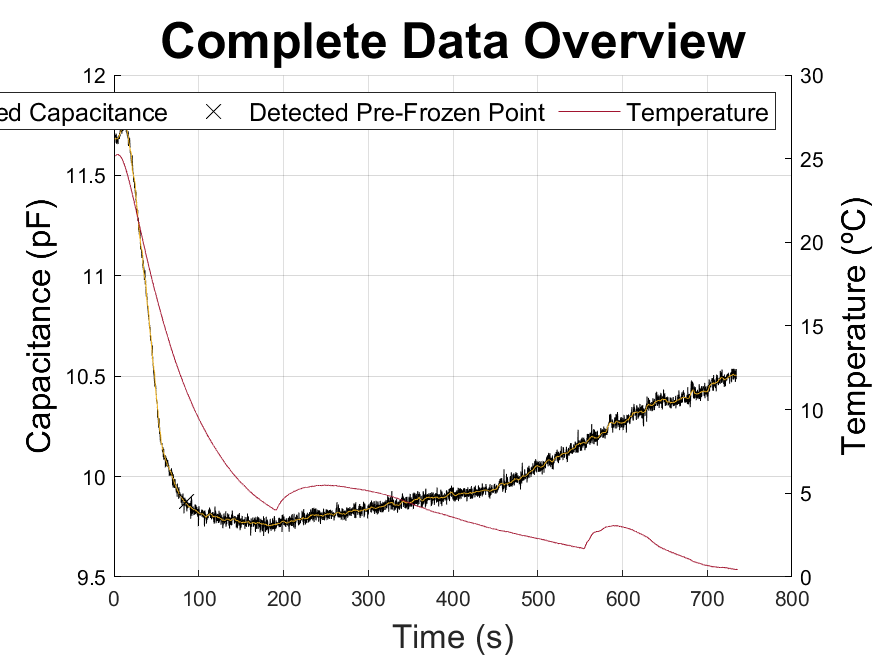 Complete Data Overview
ed Capacitance Detected Pre-Frozen Point Temperature
12
11.5
11
10.5
10
9.5
Capacitance (pF)
30
25
20
15
10
5
0
Temperature (ºC)
0 100 200 300 400 500 600 700 800
Time (s)